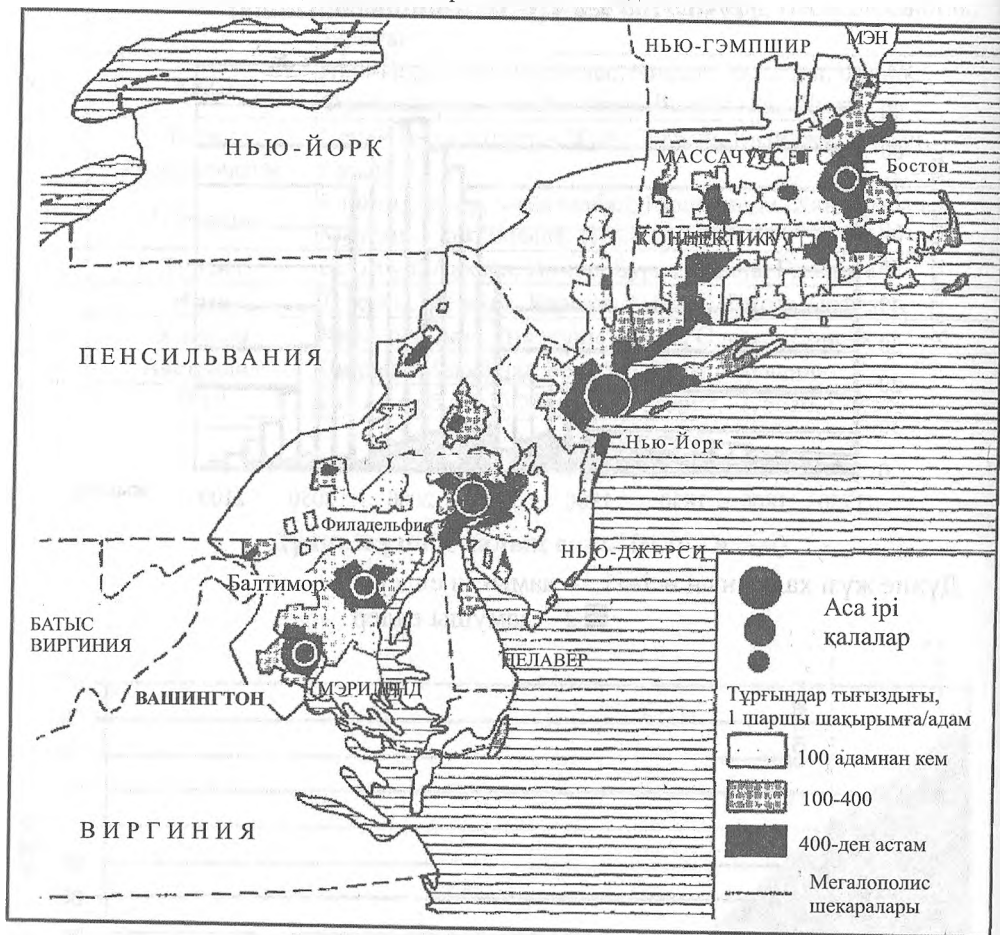 НЬЮ-ГЭМПШИР
МЭН
НЬЮ-ЙОРК
МАССАЧУСЕТС
Бостон
КОННЕКТИКУТ
ПЕНСИЛЬВАНИЯ
Нью-Йорк
Филадельфия
НЬЮ-ДЖЕРСИ
Балтимор
БАТЫС
ВИРГИНИЯ
ДЕЛАВЕР
ВАШИНГТОН
МЭРИЛЕНД
ВИРГИНИЯ
Аса ірі
қалалар
Тұрғындар тығыздығы,
1 шаршы шақырымға/адам
100 адамнан кем
100-400
400-ден астам
Мегалополис
шекаралары